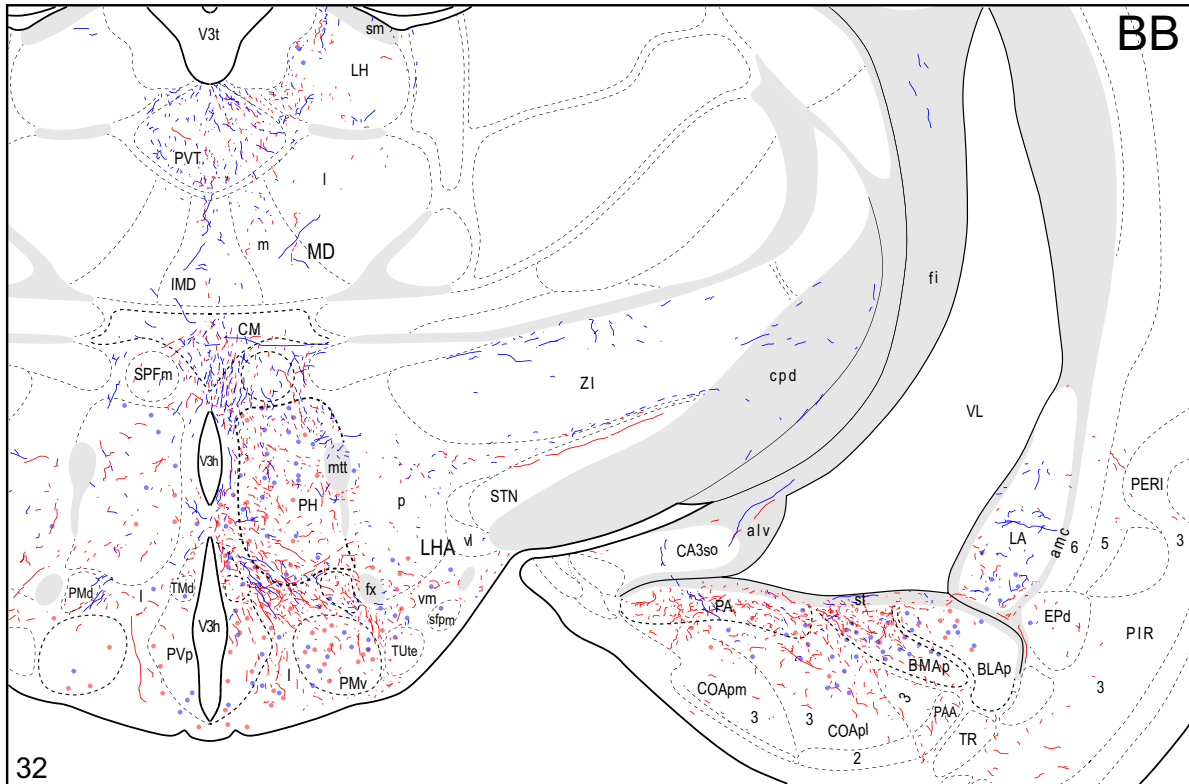 BB
V3t
sm
LH
PVT
l
m
MD
IMD
fi
CM
SPFm
ZI
cpd
VL
V3h
mtt
PH
p
STN
PERI
LHA
vl
alv
CA3so
LA
amc
6
5
3
PMd
l
TMd
fx
vm
sfpm
V3h
PVp
l
PMv
TUte
PA
st
EPd
PIR
BMAp
BLAp
COApm
3
3
COApl
3
PAA
TR
2
3
32